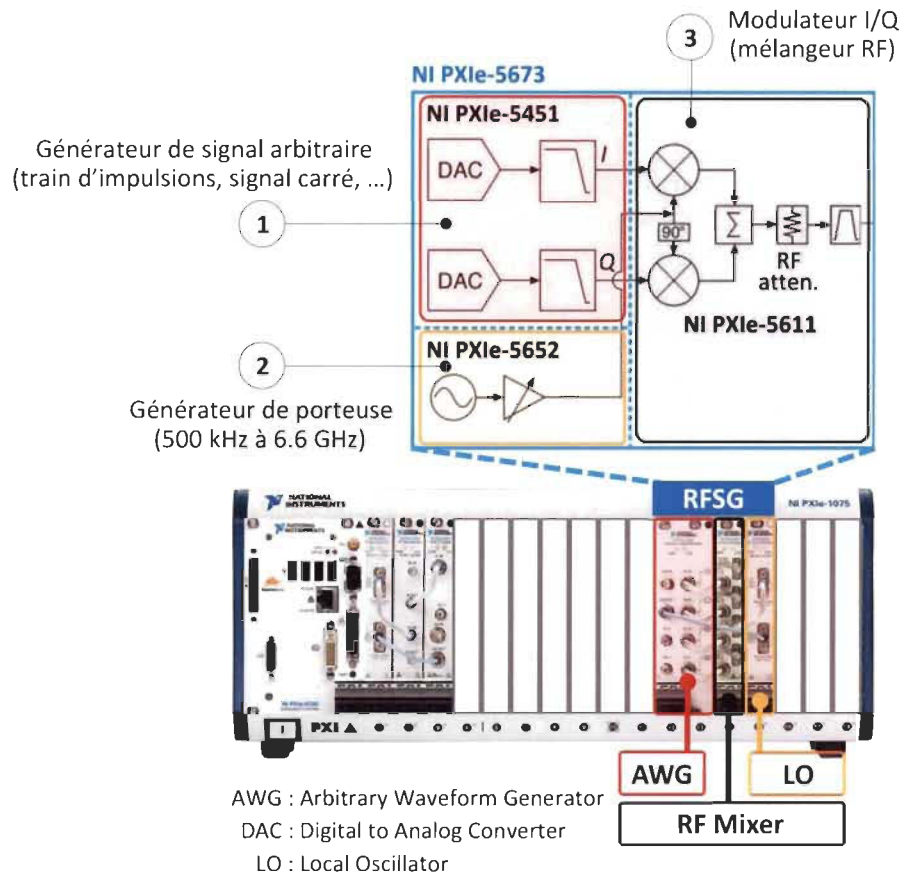 Modulateur I/Q
(mélangeur RF)
3
NI PXIe-5673
NI PXIe-5451
Générateur de signal arbitraire
(train d'impulsions, signal carré, ...)
1
DAC
I
DAC
Q
90°
Σ
RF
atten.
NI PXIe-5611
NI PXIe-5652
2
Générateur de porteuse
(500 kHz à 6.6 GHz)
RFSG
NATIONAL
INSTRUMENTS
NI PXIe-1075
PXI
AWG
LO
RF Mixer
AWG : Arbitrary Waveform Generator
DAC : Digital to Analog Converter
LO : Local Oscillator